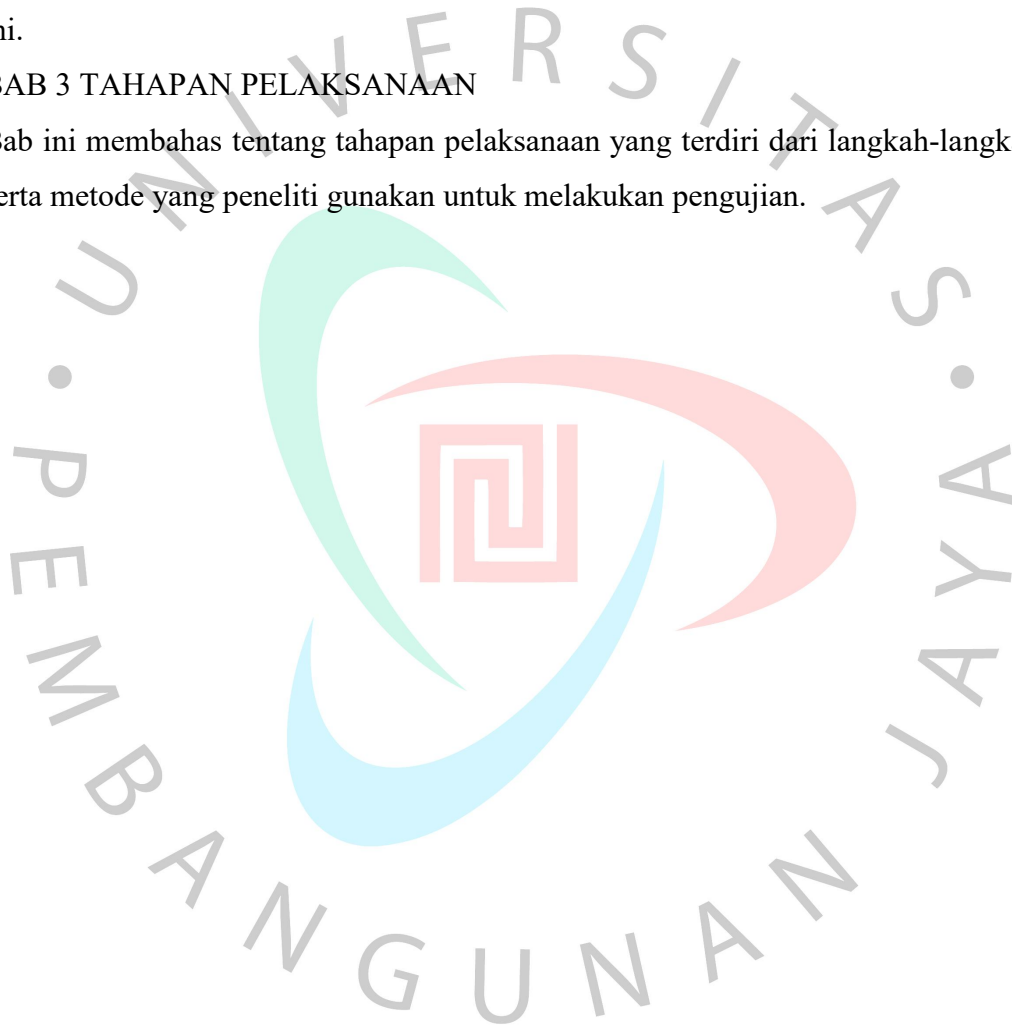 ni.
BAB 3 TAHAPAN PELAKSANAAN
Bab ini membahas tentang tahapan pelaksanaan yang terdiri dari langkah-langk
erta metode yang peneliti gunakan untuk melakukan pengujian.
UNIVERSITAS
PEMBANGUNAN JAYA